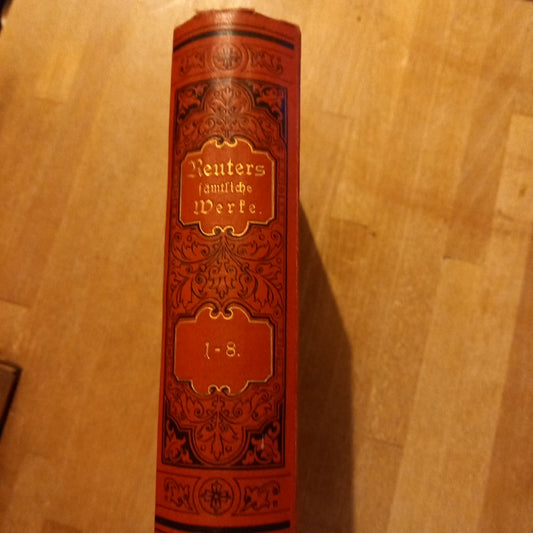 Reuters
sämtliche
Werke.
1-8.